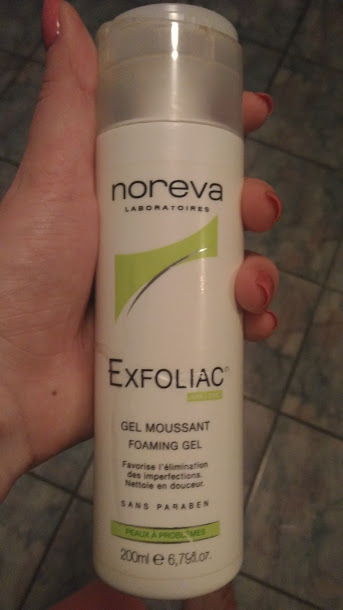 noreva
LABORATOIRES
EXFOLIAC
GEL MOUSSANT
FOAMING GEL
Favorise l'élimination
des imperfections.
Nettoie en douceur.
SANS PARABEN
PEAUX À PROBLÈMES
200ml e 6,79fl.oz.